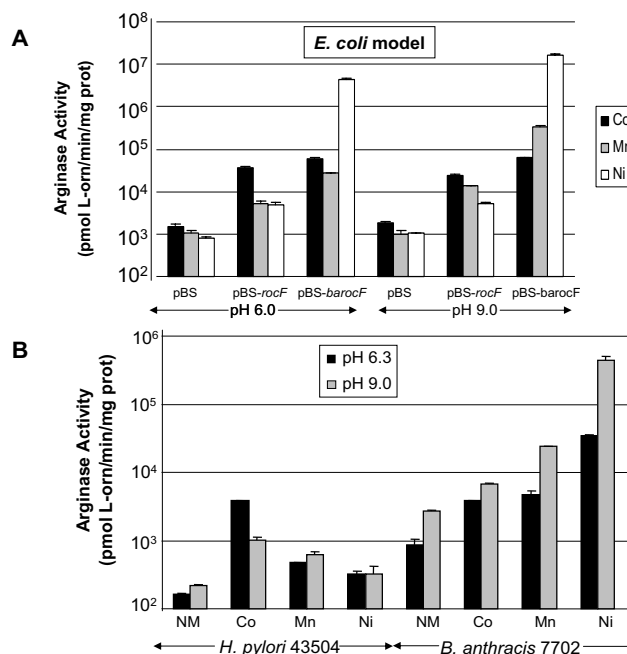 A
E. coli model
Arginase Activity
(pmol L-orn/min/mg prot)
10⁷
10⁶
10⁵
10⁴
10³
10²
Mn
Ni
pBS
pBS-rocF
pBS-barocF
pBS
pBS-rocF
pBS-barocF
pH 6.0
pH 9.0
B
Arginase Activity
(pmol L-orn/min/mg prot)
10⁶
10⁵
10⁴
10³
10²
pH 6.3
pH 9.0
NM
Co
Mn
Ni
NM
Co
Mn
Ni
H. pylori 43504
B. anthracis 7702